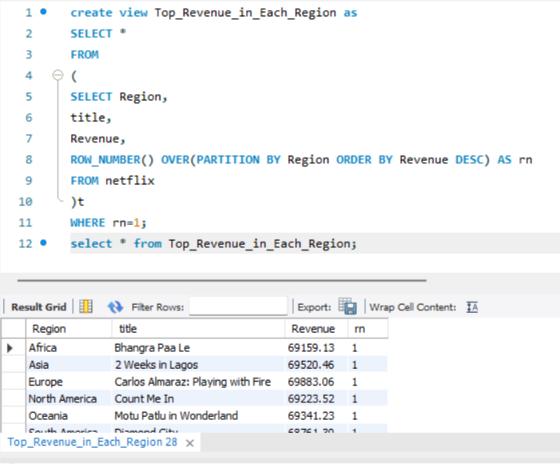 1 create view Top_Revenue_in_Each_Region as
2 SELECT *
3 FROM
4 (
5 SELECT Region,
6 title,
7 Revenue,
8 ROW_NUMBER() OVER(PARTITION BY Region ORDER BY Revenue DESC) AS rn
9 FROM netflix
10 )t
11 WHERE rn=1;
12 select * from Top_Revenue_in_Each_Region;
Result Grid Filter Rows: Export: Wrap Cell Content: IA
Region title Revenue rn
Africa Bhangra Paa Le 69159.13 1
Asia 2 Weeks in Lagos 69520.46 1
Europe Carlos Almaraz: Playing with Fire 69883.06 1
North America Count Me In 69223.52 1
Oceania Motu Patlu in Wonderland 69341.23 1
South America Diamond City 68761.39 1
Top_Revenue_in_Each_Region 28 ×